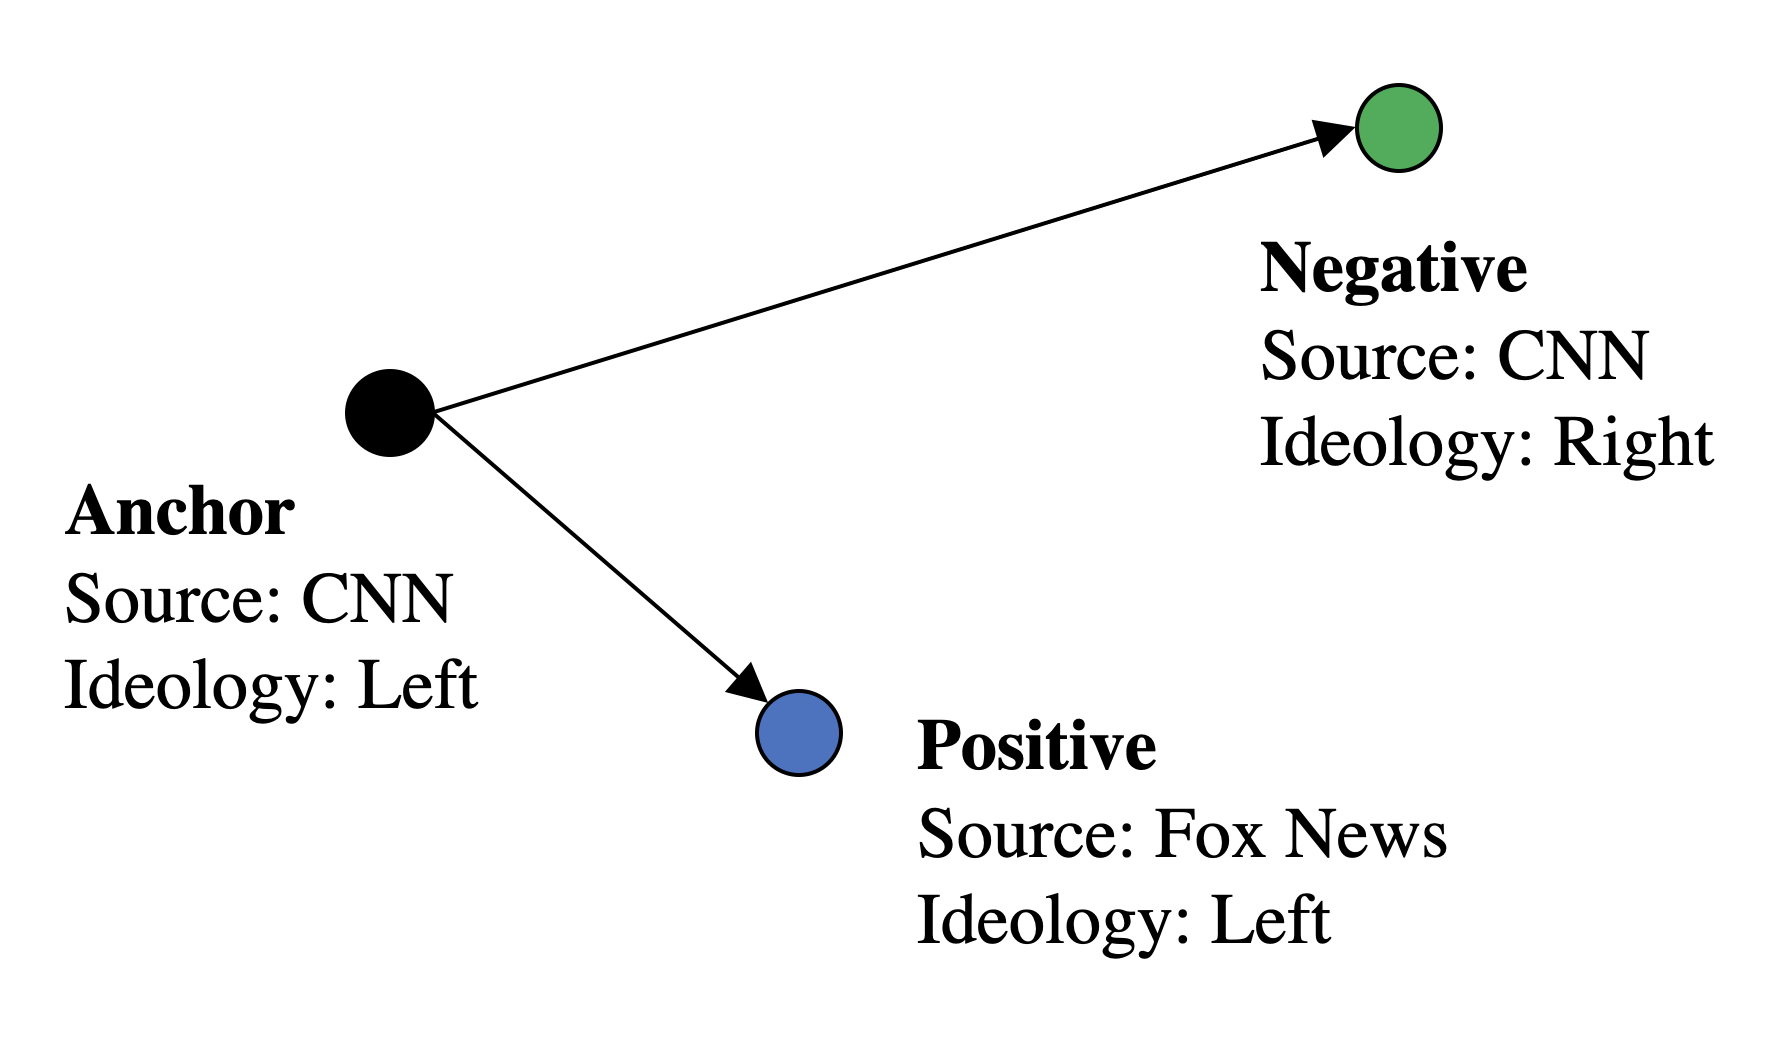 Negative
Source: CNN
Ideology: Right
Anchor
Source: CNN
Ideology: Left
Positive
Source: Fox News
Ideology: Left